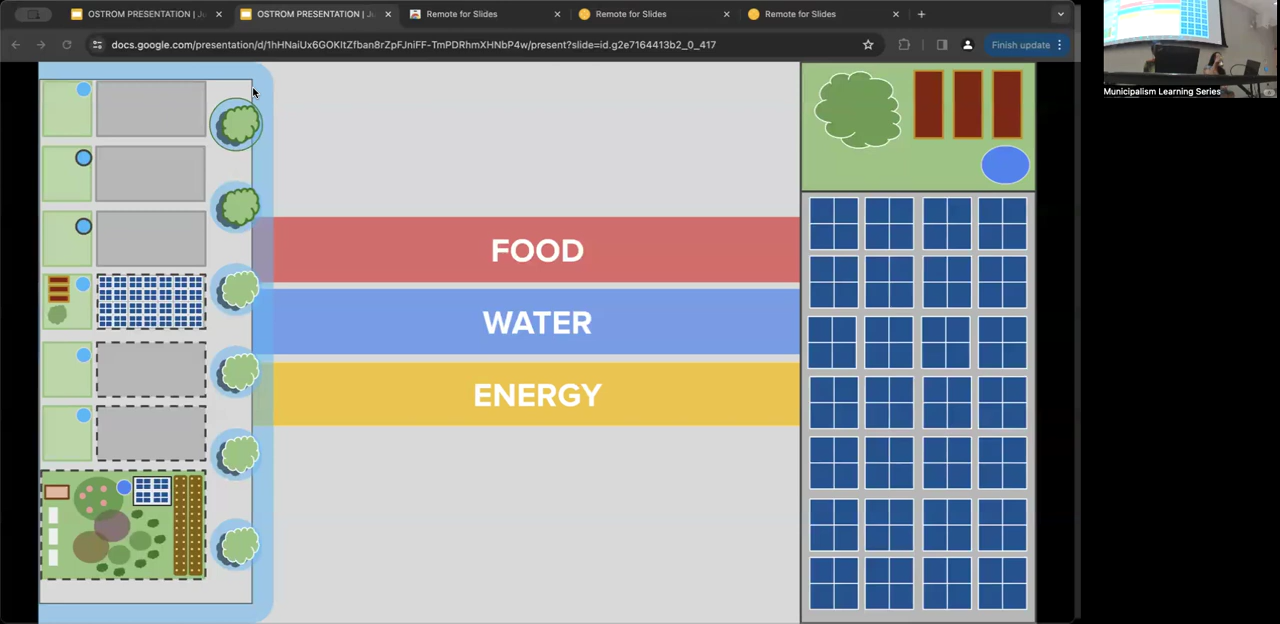 OSTROM PRESENTATION | Ju
OSTROM PRESENTATION | Ju
Remote for Slides
Remote for Slides
Remote for Slides
docs.google.com/presentation/d/1hHNaiUx6GOKItZfban8rZpFJniFF-TmPDRhmXHNbP4w/present?slide=id.g2e7164413b2_0_417
Finish update
Municipalism Learning Series
FOOD
WATER
ENERGY